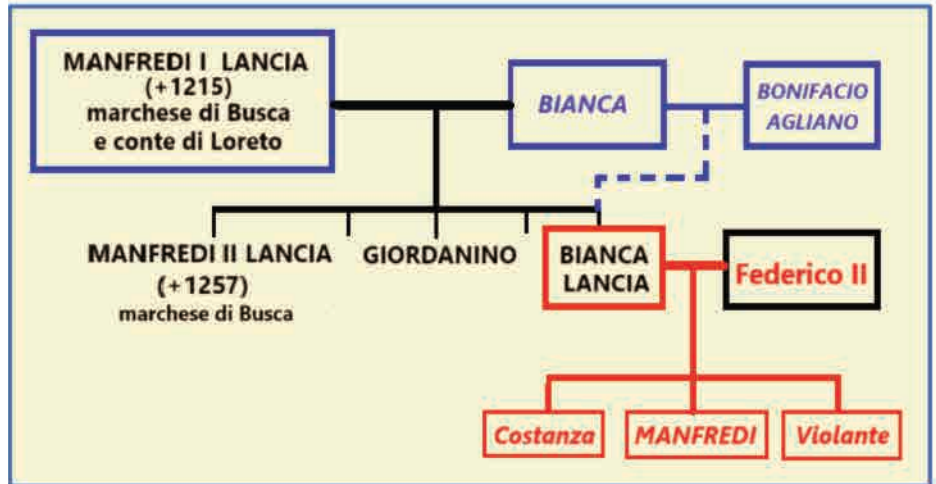 MANFREDI I LANCIA
(+1215)
marchese di Busca
e conte di Loreto
BIANCA
BONIFACIO
AGLIANO
MANFREDI II LANCIA
(+1257)
marchese di Busca
GIORDANINO
BIANCA
LANCIA
Federico II
Costanza
MANFREDI
Violante